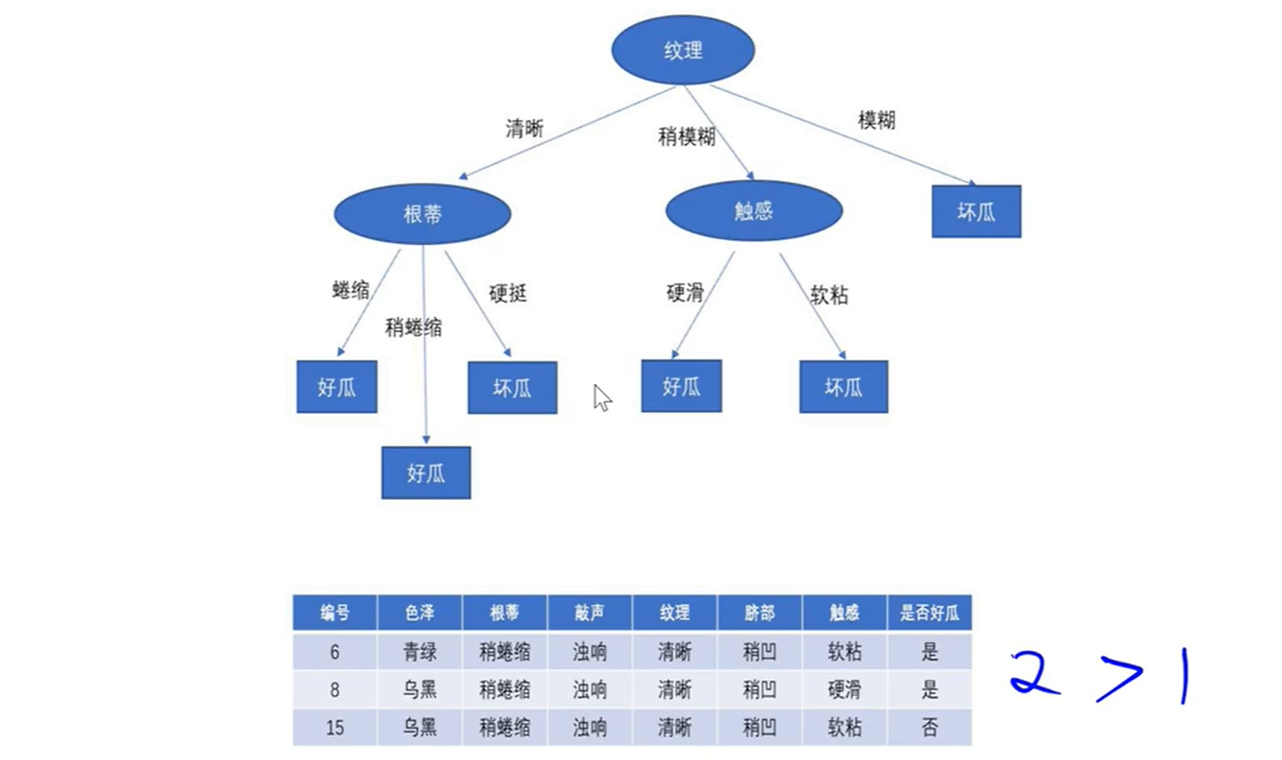 纹理
清晰
稍模糊
模糊
根蒂
触感
坏瓜
蜷缩
稍蜷缩
硬挺
硬滑
软粘
好瓜
坏瓜
好瓜
坏瓜
好瓜
编号 色泽 根蒂 敲声 纹理 脐部 触感 是否好瓜
6 青绿 稍蜷缩 浊响 清晰 稍凹 软粘 是
8 乌黑 稍蜷缩 浊响 清晰 稍凹 硬滑 是
15 乌黑 稍蜷缩 浊响 清晰 稍凹 软粘 否
2 > 1